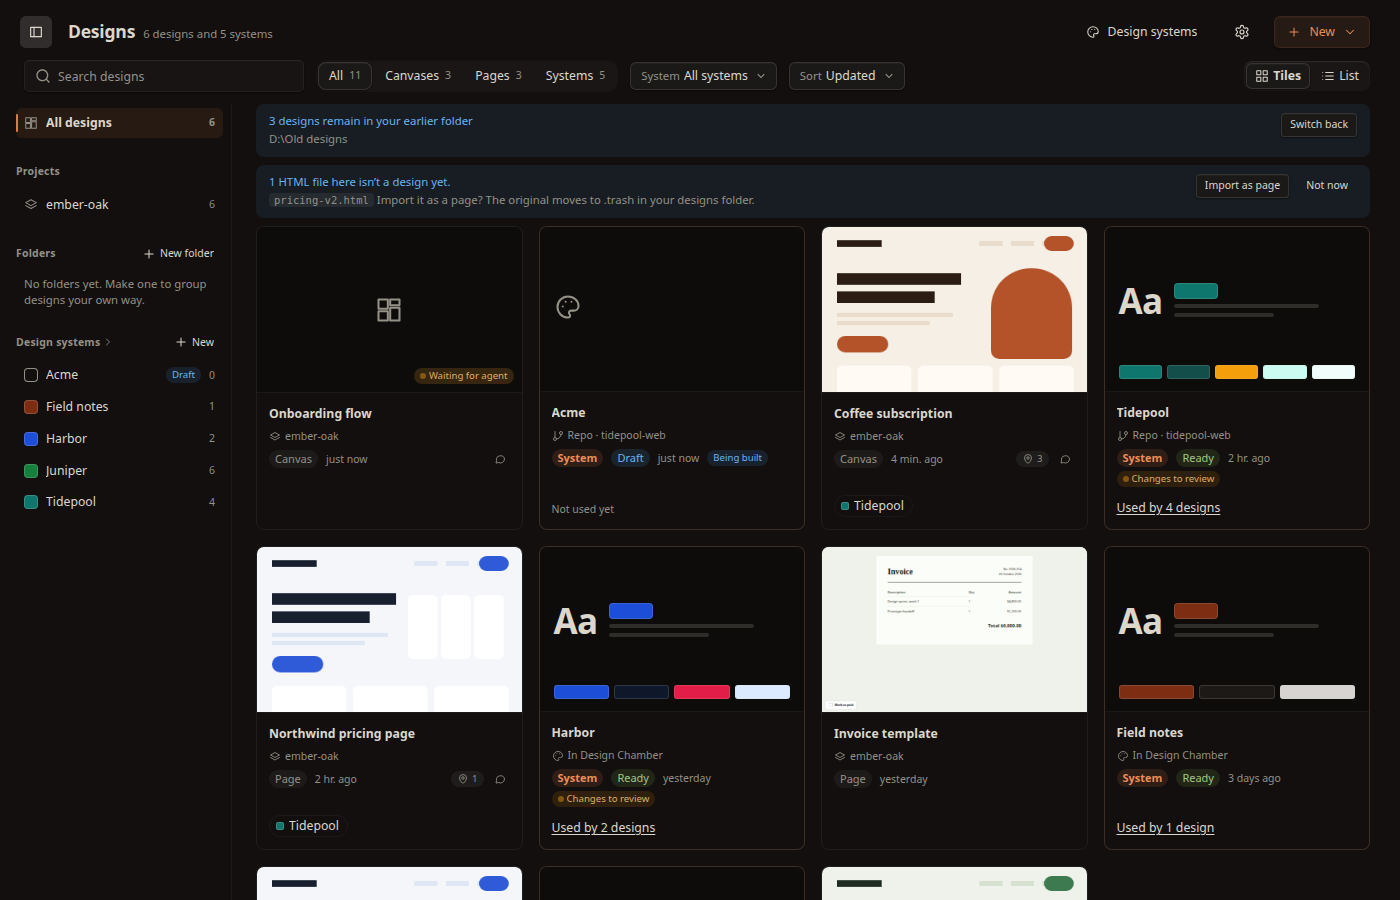 Designs 6 designs and 5 systems
Design systems
New
Search designs
All 11
Canvases 3
Pages 3
Systems 5
System All systems
Sort Updated
Tiles
List
All designs 6
Projects
ember-oak 6
Folders
New folder
No folders yet. Make one to group
designs your own way.
Design systems
New
Acme Draft 0
Field notes 1
Harbor 2
Juniper 6
Tidepool 4
3 designs remain in your earlier folder
D:\Old designs
Switch back
1 HTML file here isn't a design yet.
pricing-v2.html Import it as a page? The original moves to .trash in your designs folder.
Import as page
Not now
Waiting for agent
Onboarding flow
ember-oak
Canvas just now
Acme
Repo · tidepool-web
System Draft just now Being built
Not used yet
Coffee subscription
ember-oak
Canvas 4 min. ago 3
Tidepool
Aa
Tidepool
Repo · tidepool-web
System Ready 2 hr. ago
Changes to review
Used by 4 designs
Northwind pricing page
ember-oak
Page 2 hr. ago 1
Tidepool
Aa
Harbor
In Design Chamber
System Ready yesterday
Changes to review
Used by 2 designs
Invoice
Description Qty Amount
Invoice template
ember-oak
Page yesterday
Aa
Field notes
In Design Chamber
System Ready 3 days ago
Used by 1 design